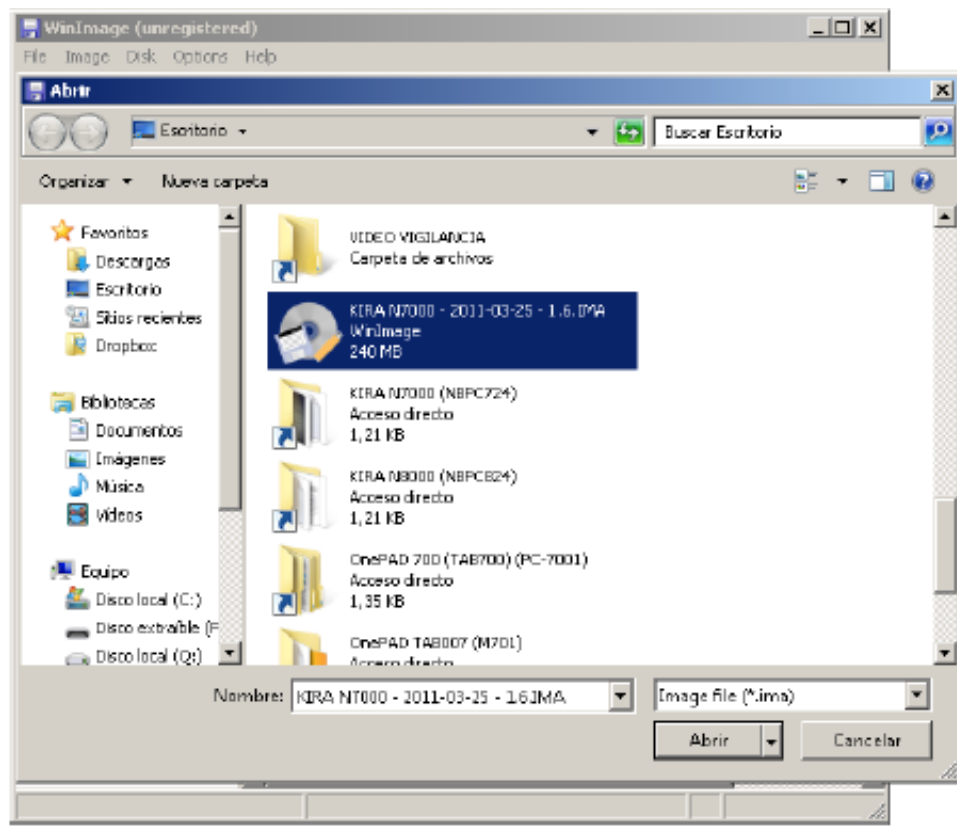 WinImage (unregistered)
File Image Disk Options Help
Abrir
Escritorio
Buscar Escritorio
Organizar Nueva carpeta
Favoritos
Descargas
Escritorio
Sitios recientes
Dropbox
Bibliotecas
Documentos
Imágenes
Música
Vídeos
Equipo
Disco local (C:)
Disco extraíble (F
Disco local (Q:)
VIDEO VIGILANCIA
Carpeta de archivos
KIRA N7000 - 2011-03-25 - 1.6.IMA
WinImage
240 MB
KIRA N7000 (NBPC724)
Acceso directo
1,21 KB
KIRA N8000 (NBPC824)
Acceso directo
1,21 KB
OnePAD 700 (TAB700) (PC-7001)
Acceso directo
1,35 KB
OnePAD TAB007 (M701)
Acceso directo
Nombre: KIRA N7000 - 2011-03-25 - 1.6.IMA
Image file (*.ima)
Abrir Cancelar